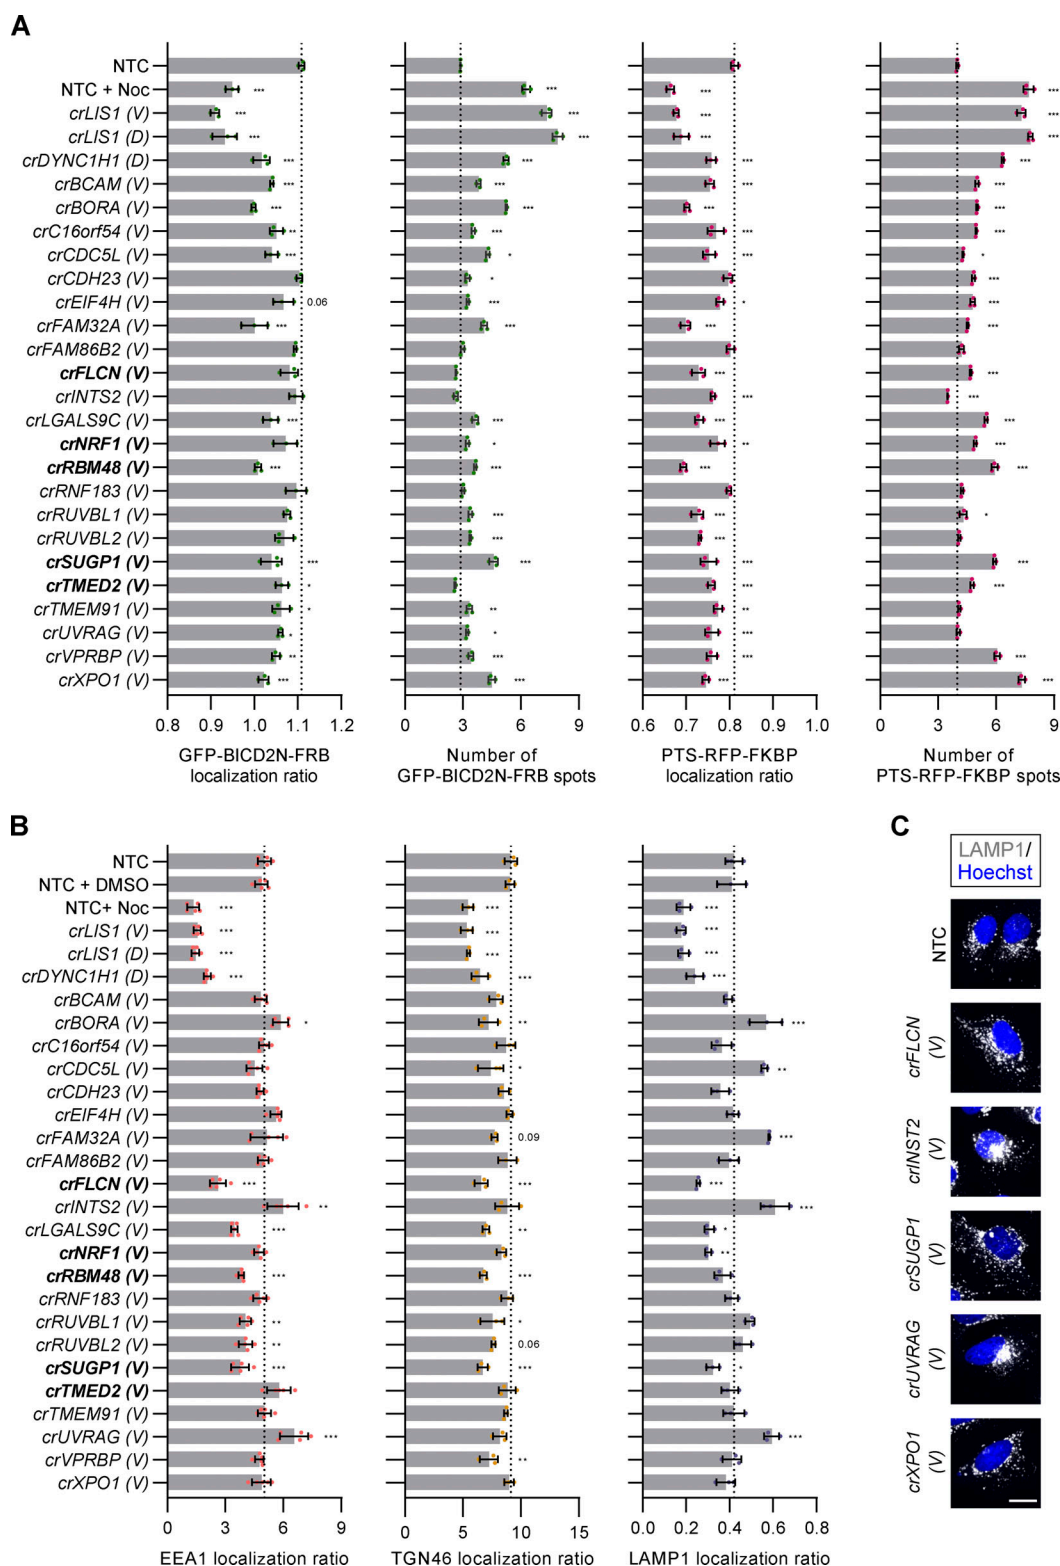 A
NTC
NTC + Noc
crLIS1 (V)
crLIS1 (D)
crDYNC1H1 (D)
crBCAM (V)
crBORA (V)
crC16orf54 (V)
crCDC5L (V)
crCDH23 (V)
crEIF4H (V)
crFAM32A (V)
crFAM86B2 (V)
crFLCN (V)
crINTS2 (V)
crLGALS9C (V)
crNRF1 (V)
crRBM48 (V)
crRNF183 (V)
crRUVBL1 (V)
crRUVBL2 (V)
crSUGP1 (V)
crTMED2 (V)
crTMEM91 (V)
crUVRAG (V)
crVPRBP (V)
crXPO1 (V)
*** *** *** ***
*** *** *** ***
*** *** *** ***
*** *** *** ***
*** *** *** ***
*** *** *** ***
** *** *** ***
*** * *** *
* ***
0.06 *** * ***
*** *** *** ***
*** ***
*** ***
*** *** *** ***
* ** ***
*** *** *** ***
*** *** *
*** ***
*** *** *** ***
* *** ***
* ** **
* * ***
** *** ***
*** *** *** ***
0.8 1.0 1.1 1.2
GFP-BICD2N-FRB
localization ratio
0 3 6 9
Number of
GFP-BICD2N-FRB spots
0.6 0.7 0.8 0.9 1.0
PTS-RFP-FKBP
localization ratio
0 3 6 9
Number of
PTS-RFP-FKBP spots
B
NTC
NTC + DMSO
NTC+ Noc
crLIS1 (V)
crLIS1 (D)
crDYNC1H1 (D)
crBCAM (V)
crBORA (V)
crC16orf54 (V)
crCDC5L (V)
crCDH23 (V)
crEIF4H (V)
crFAM32A (V)
crFAM86B2 (V)
crFLCN (V)
crINTS2 (V)
crLGALS9C (V)
crNRF1 (V)
crRBM48 (V)
crRNF183 (V)
crRUVBL1 (V)
crRUVBL2 (V)
crSUGP1 (V)
crTMED2 (V)
crTMEM91 (V)
crUVRAG (V)
crVPRBP (V)
crXPO1 (V)
*** *** ***
*** *** ***
*** *** ***
*** *** ***
* ** ***
* **
0.09 ***
*** *** ***
** ***
*** ** *
**
*** ***
** *
** 0.06
*** *** *
*** ***
**
0 3 6 9
EEA1 localization ratio
0 5 10 15
TGN46 localization ratio
0.0 0.2 0.4 0.6 0.8
LAMP1 localization ratio
C
LAMP1/
Hoechst
NTC
crFLCN
(V)
crINST2
(V)
crSUGP1
(V)
crUVRAG
(V)
crXPO1
(V)